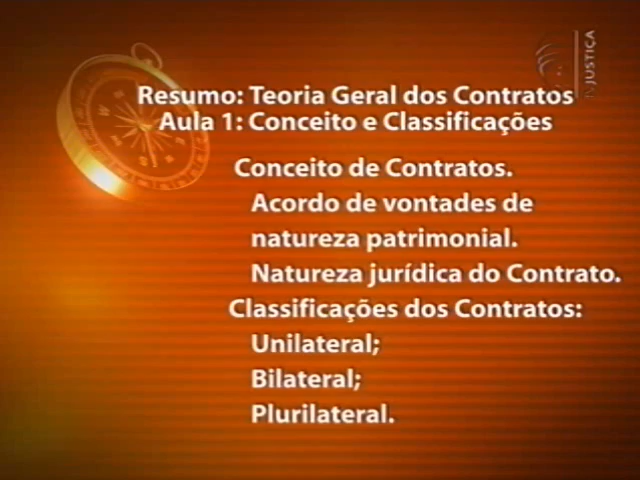 Resumo: Teoria Geral dos Contratos
Aula 1: Conceito e Classificações
Conceito de Contratos.
Acordo de vontades de
natureza patrimonial.
Natureza jurídica do Contrato.
Classificações dos Contratos:
Unilateral;
Bilateral;
Plurilateral.
JUSTIÇA